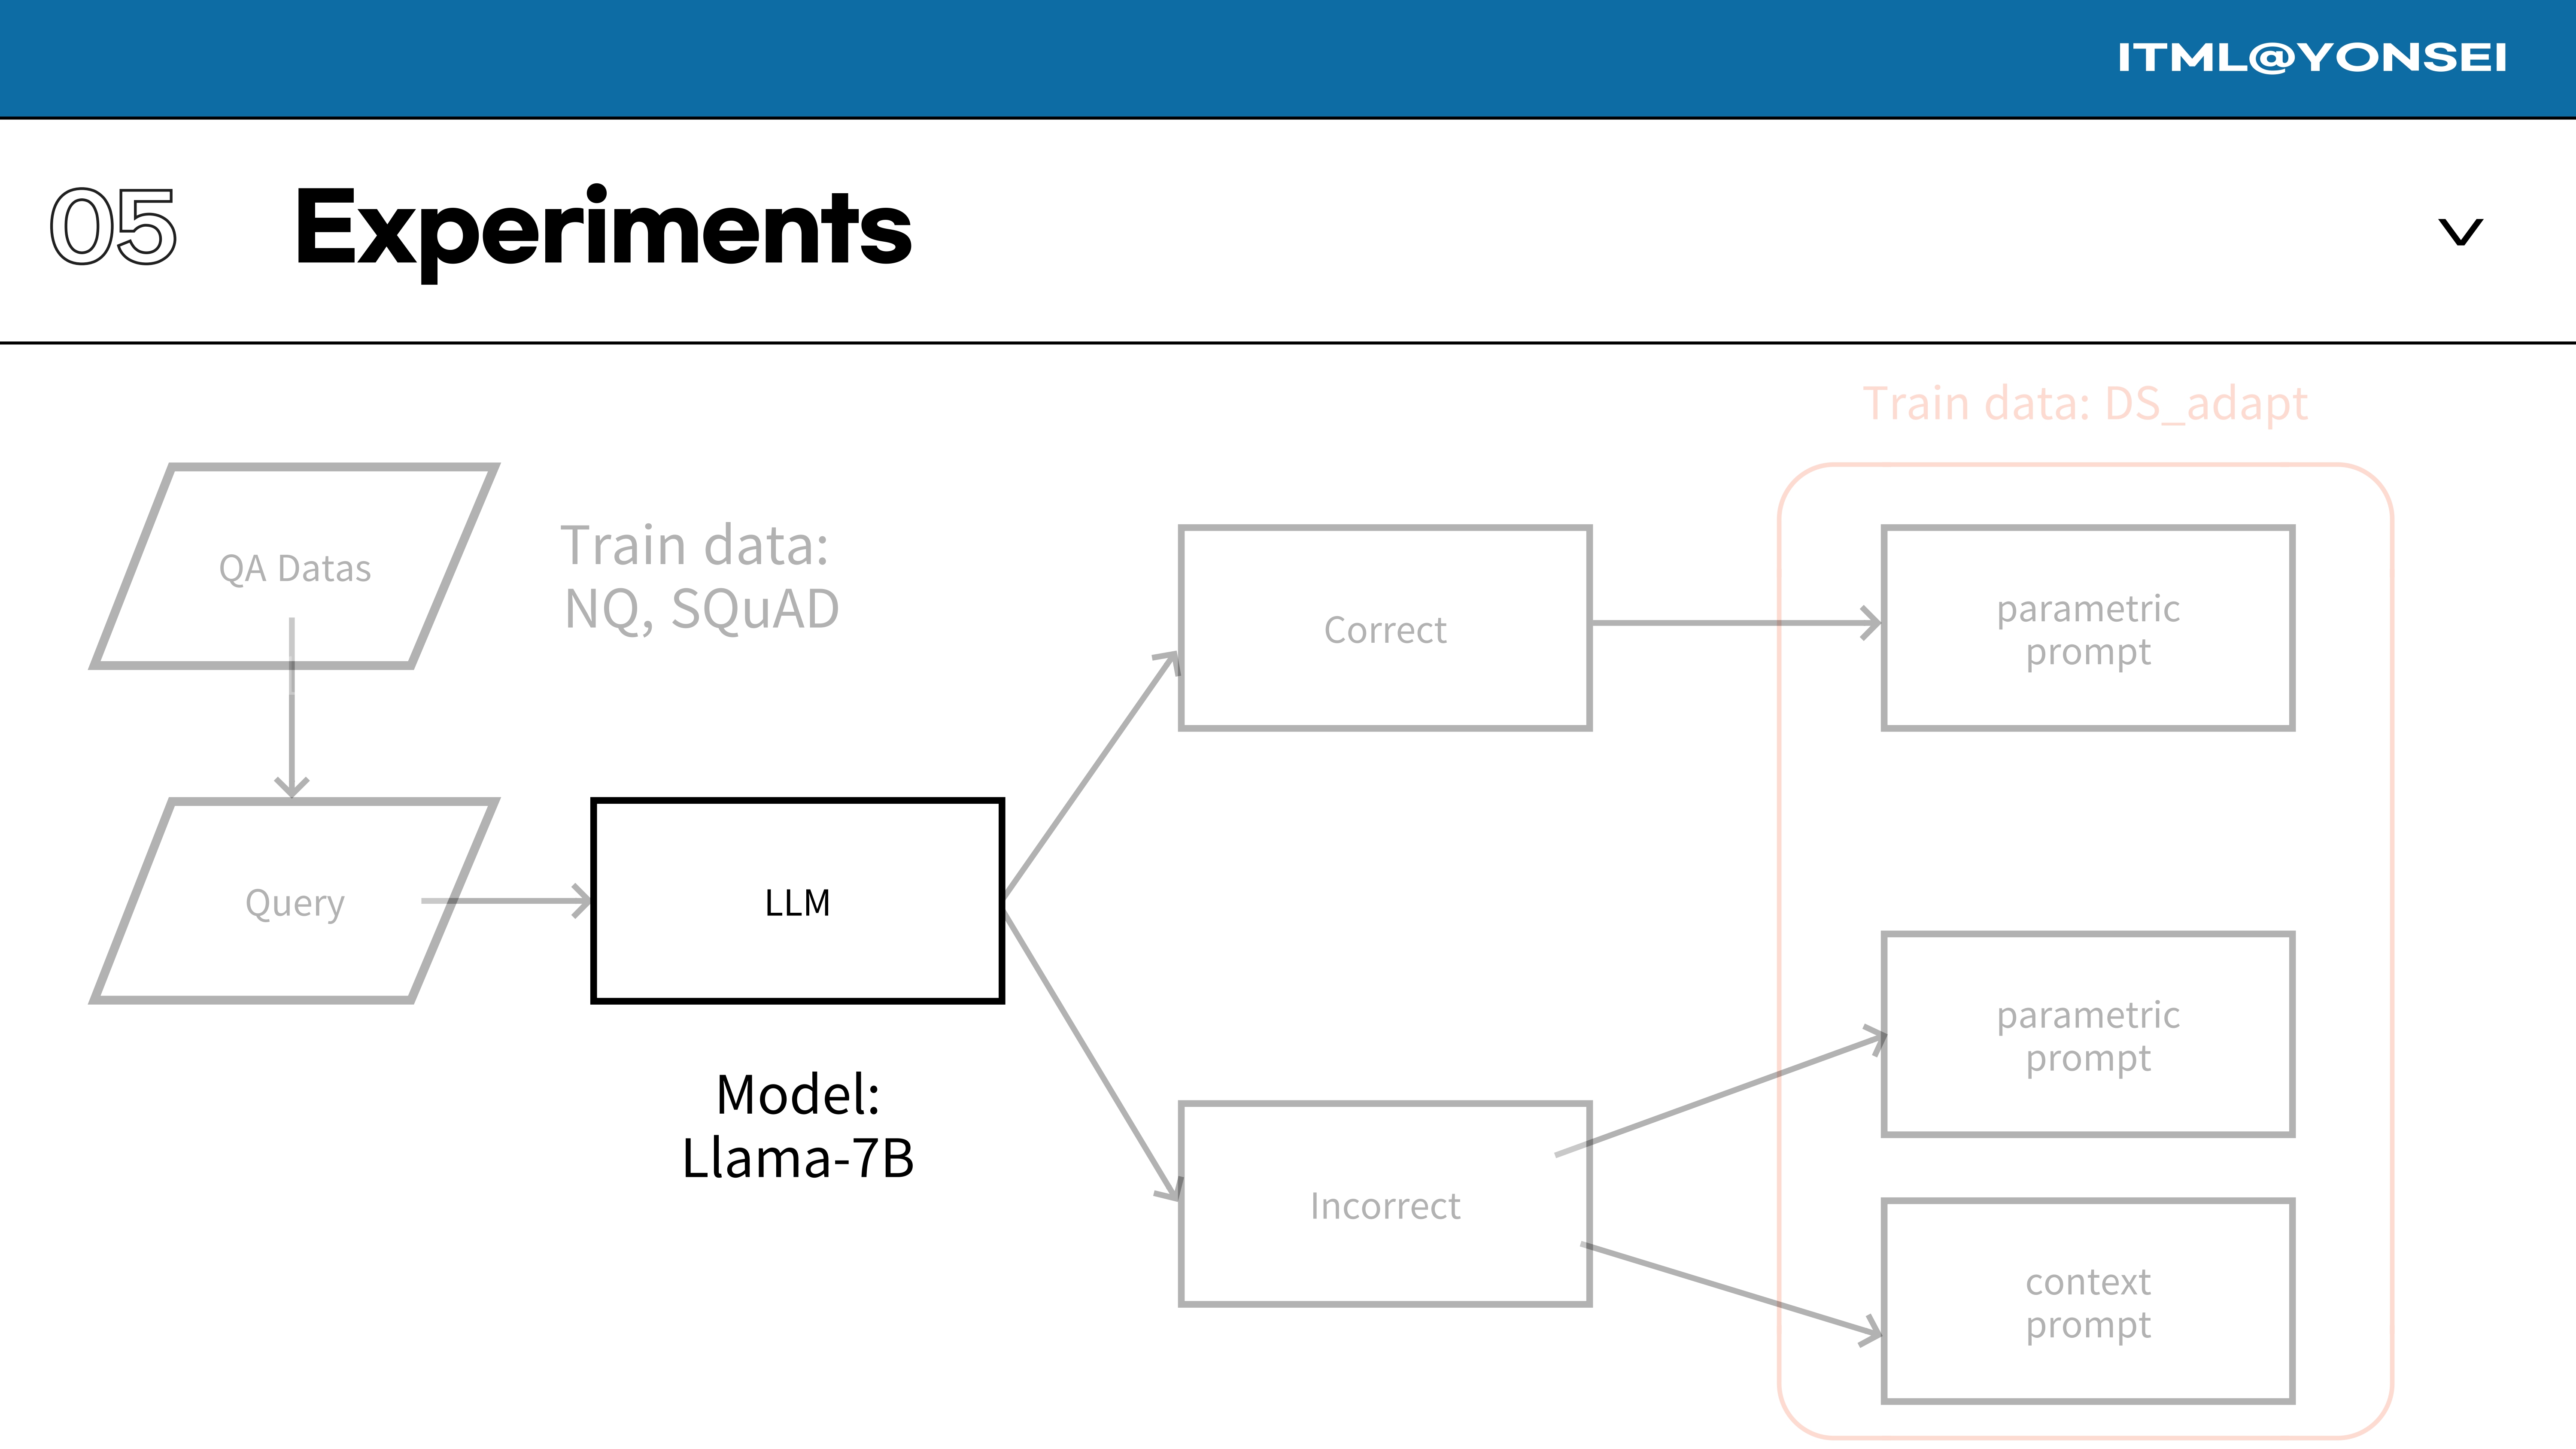 ITML@YONSEI
05 Experiments
Train data: DS_adapt
QA Datas
Train data:
NQ, SQuAD
Correct
parametric
prompt
Query
LLM
parametric
prompt
Model:
Llama-7B
Incorrect
context
prompt